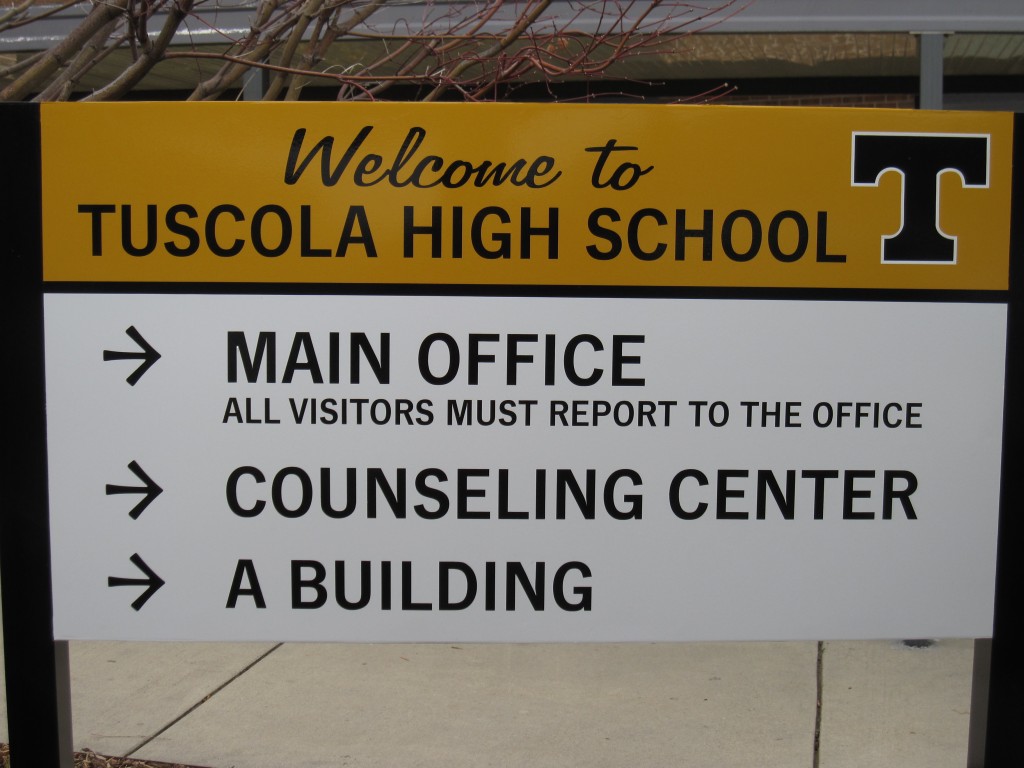 Welcome to
TUSCOLA HIGH SCHOOL
T
→ MAIN OFFICE
ALL VISITORS MUST REPORT TO THE OFFICE
→ COUNSELING CENTER
→ A BUILDING